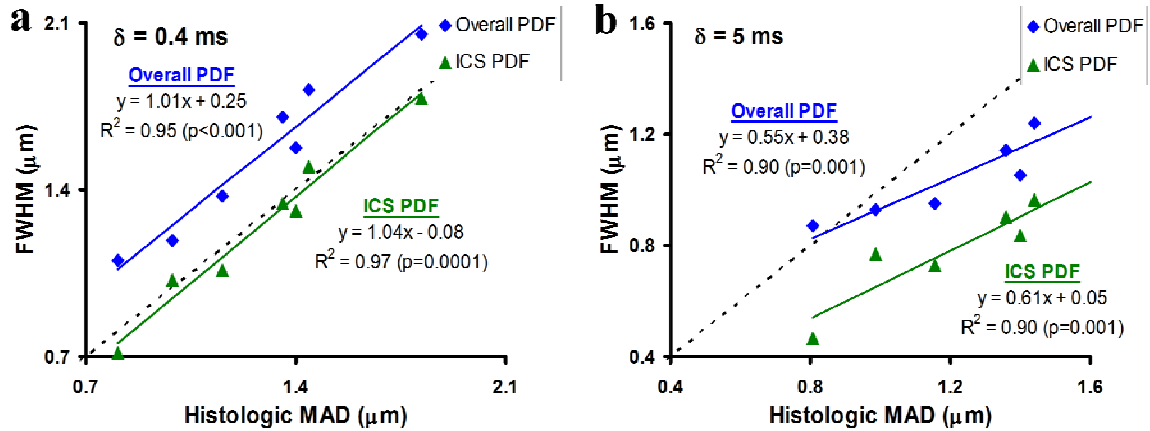 a
δ = 0.4 ms
Overall PDF
ICS PDF
Overall PDF
y = 1.01x + 0.25
R² = 0.95 (p<0.001)
ICS PDF
y = 1.04x - 0.08
R² = 0.97 (p=0.0001)
FWHM (μm)
2.1
1.4
0.7
0.7 1.4 2.1
Histologic MAD (μm)
b
δ = 5 ms
Overall PDF
ICS PDF
Overall PDF
y = 0.55x + 0.38
R² = 0.90 (p=0.001)
ICS PDF
y = 0.61x + 0.05
R² = 0.90 (p=0.001)
FWHM (μm)
1.6
1.2
0.8
0.4
0.4 0.8 1.2 1.6
Histologic MAD (μm)